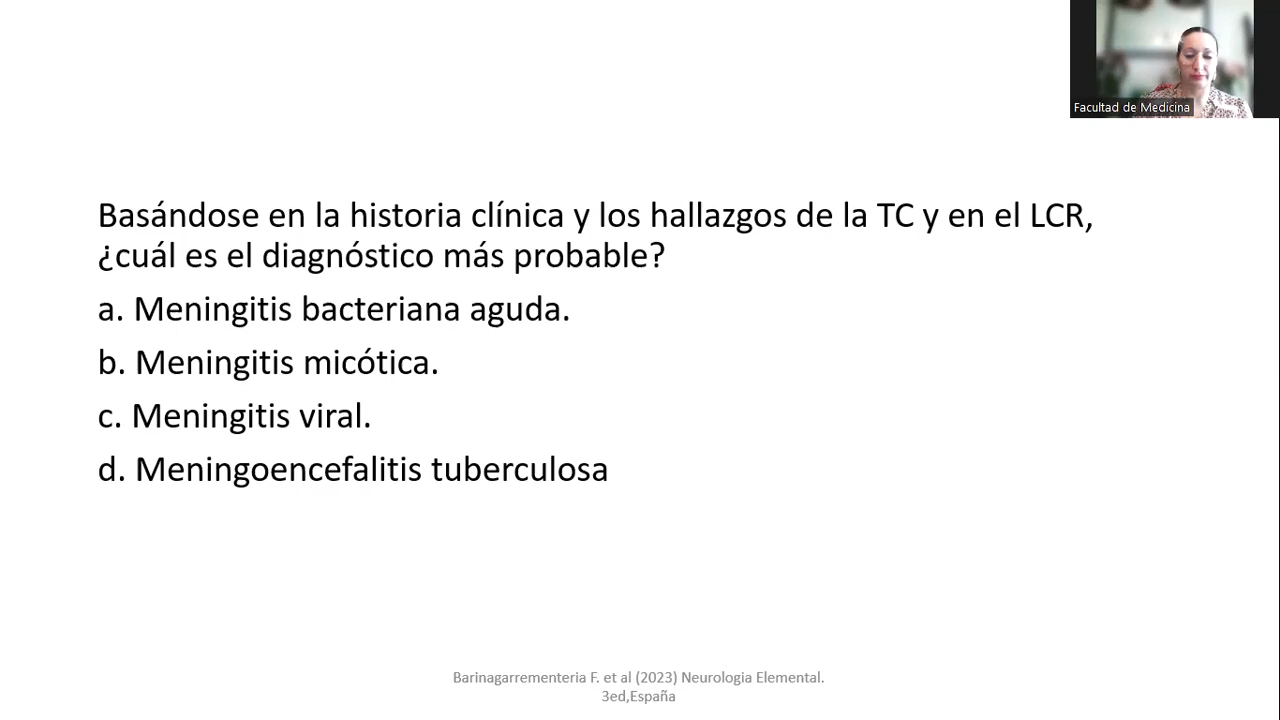 Facultad de Medicina
Basándose en la historia clínica y los hallazgos de la TC y en el LCR,
¿cuál es el diagnóstico más probable?
a. Meningitis bacteriana aguda.
b. Meningitis micótica.
c. Meningitis viral.
d. Meningoencefalitis tuberculosa
Barinagarrementeria F. et al (2023) Neurologia Elemental.
3ed,España